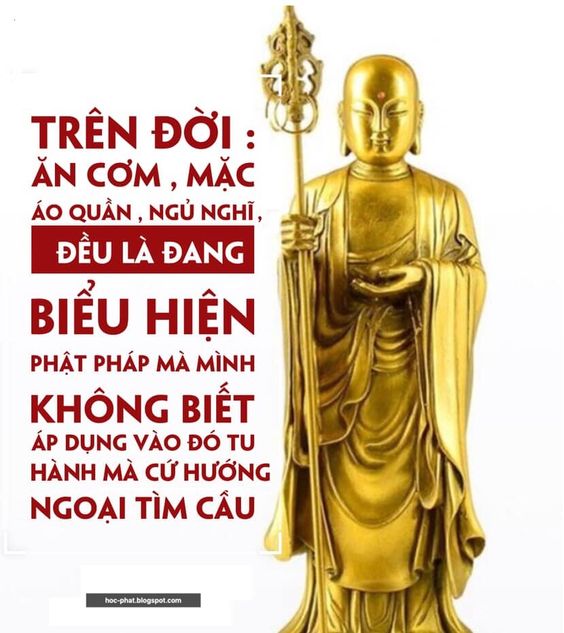 TRÊN ĐỜI :
ĂN CƠM , MẶC
ÁO QUẦN , NGỦ NGHĨ ,
ĐỀU LÀ ĐANG
BIỂU HIỆN
PHẬT PHÁP MÀ MÌNH
KHÔNG BIẾT
ÁP DỤNG VÀO ĐÓ TU
HÀNH MÀ CỨ HƯỚNG
NGOẠI TÌM CẦU
hoc-phat.blogspot.com